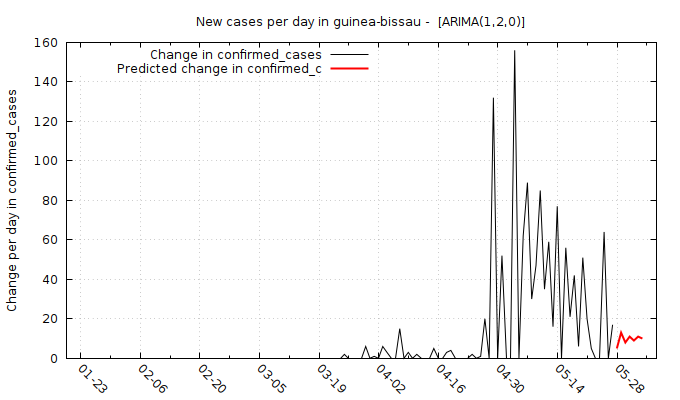 New cases per day in guinea-bissau -  [ARIMA(1,2,0)]
Change in confirmed_cases
Predicted change in confirmed_c
Change per day in confirmed_cases
160
140
120
100
80
60
40
20
0
01-23 02-06 02-20 03-05 03-19 04-02 04-16 04-30 05-14 05-28